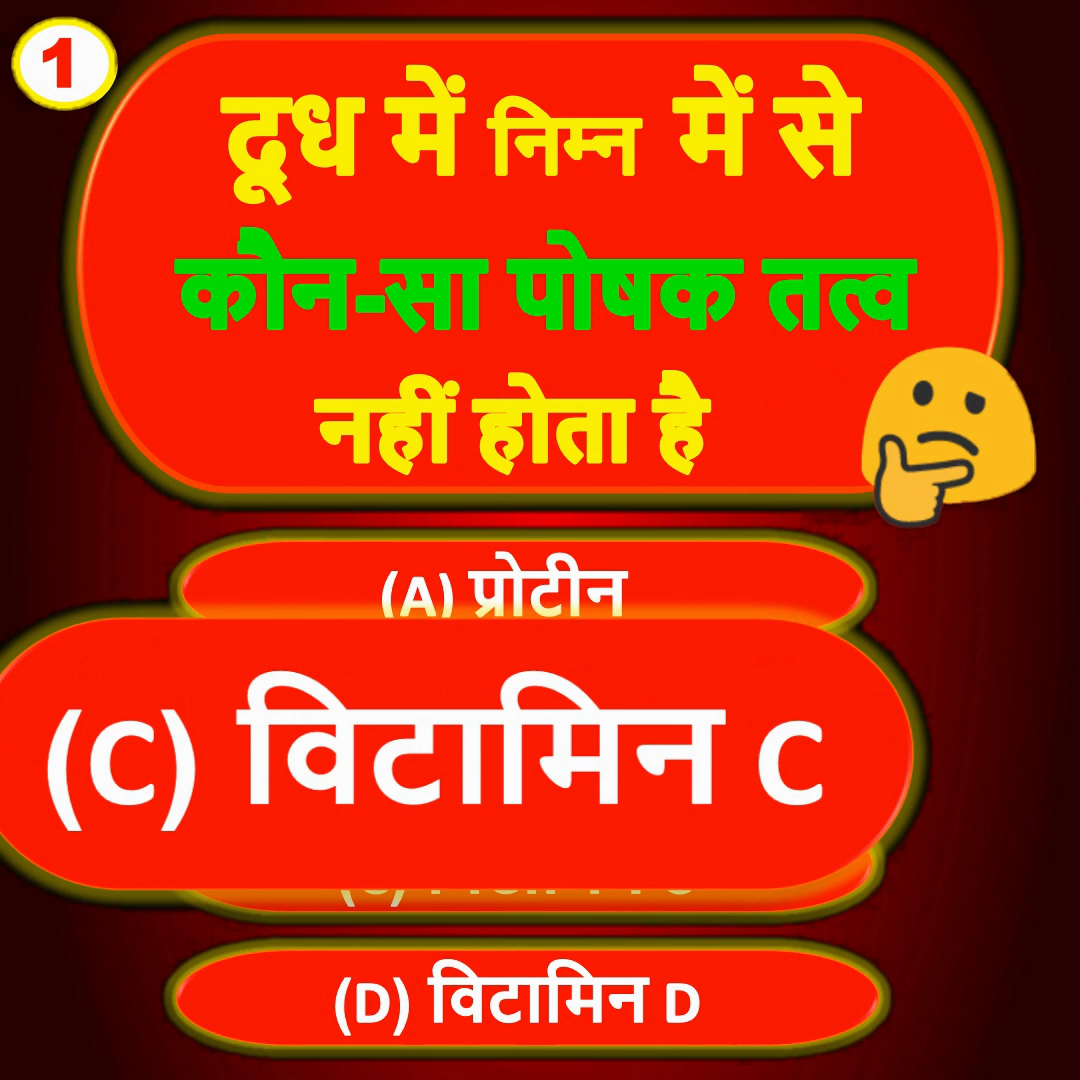 1
दूध में निम्न में से
कौन-सा पोषक तत्व
नहीं होता है
(A) प्रोटीन
(C) विटामिन C
(D) विटामिन D